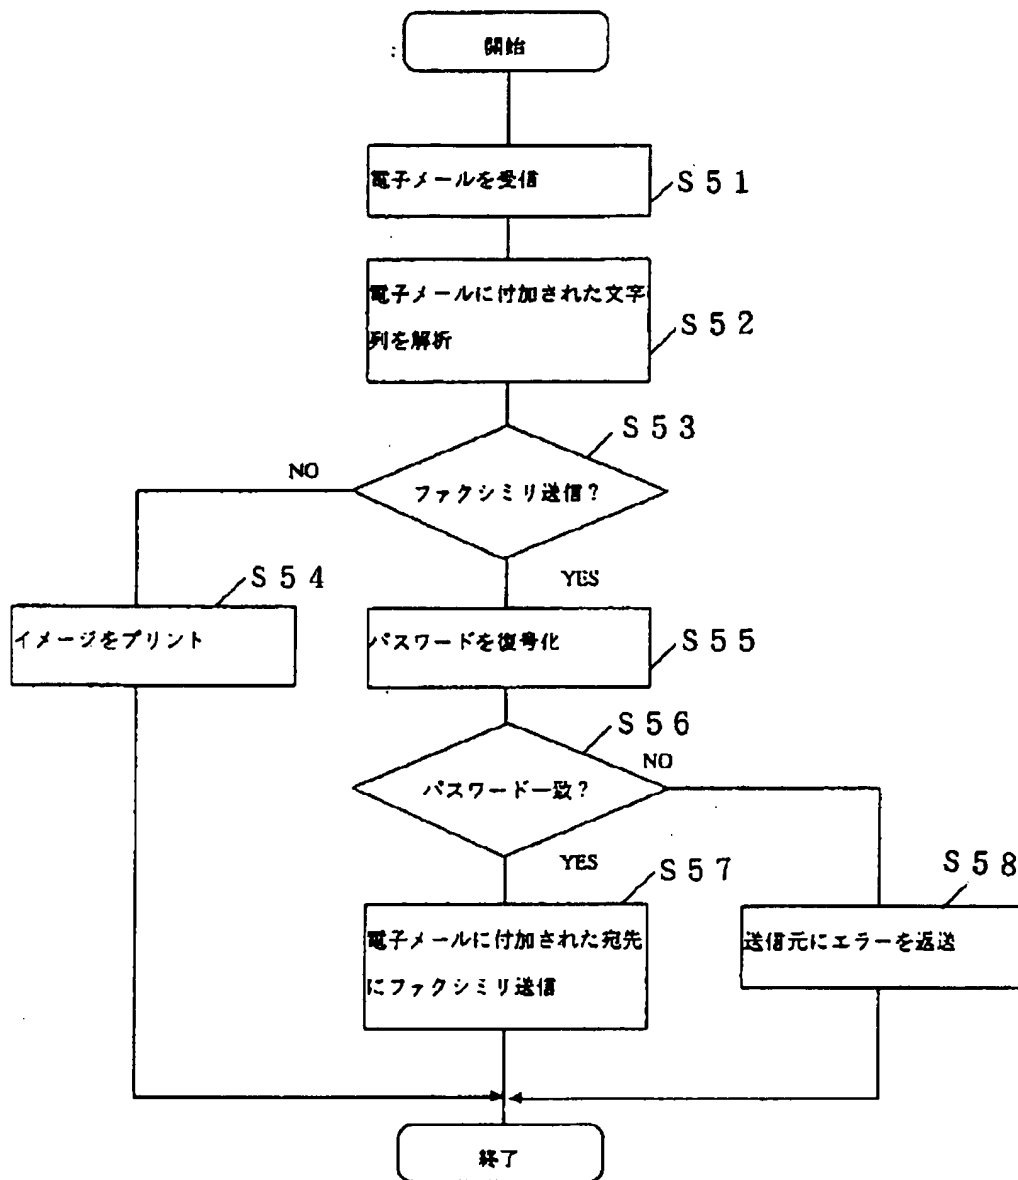 開始
電子メールを受信
S51
電子メールに付加された文字
列を解析
S52
S53
ファクシミリ送信?
NO
YES
S54
イメージをプリント
パスワードを復号化
S55
S56
パスワード一致?
NO
YES
S57
電子メールに付加された宛先
にファクシミリ送信
S58
送信元にエラーを返送
終了